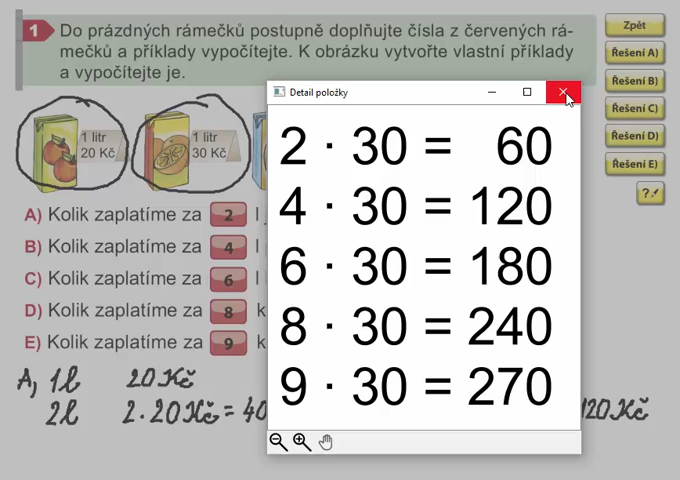 1 Do prázdných rámečků postupně doplňujte čísla z červených rá-
mečků a příklady vypočítejte. K obrázku vytvořte vlastní příklady
a vypočítejte je.
Zpět
Řešení A)
Řešení B)
Řešení C)
Řešení D)
Řešení E)
?
1 litr
20 Kč
1 litr
30 Kč
A) Kolik zaplatíme za 2 l
B) Kolik zaplatíme za 4 l
C) Kolik zaplatíme za 6 l
D) Kolik zaplatíme za 8 k
E) Kolik zaplatíme za 9 k
A, 1l 20 Kč
2l 2 · 20 Kč = 40
120 Kč
Detail položky
2 · 30 = 60
4 · 30 = 120
6 · 30 = 180
8 · 30 = 240
9 · 30 = 270